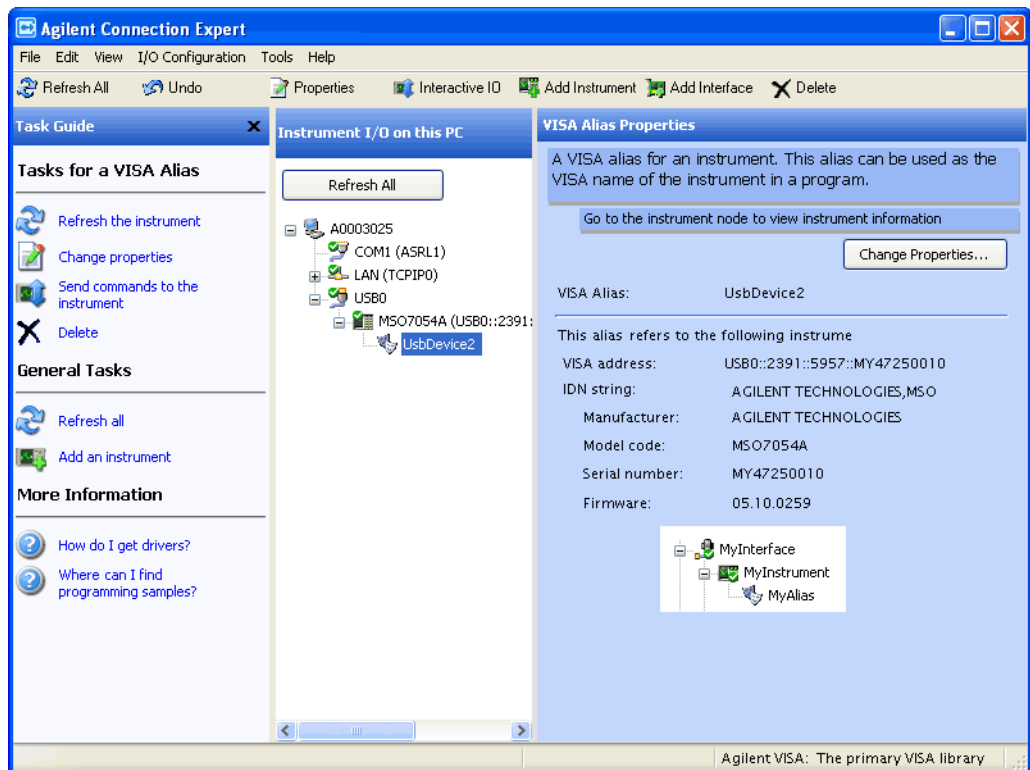 Agilent Connection Expert
File Edit View I/O Configuration Tools Help
Refresh All Undo Properties Interactive IO Add Instrument Add Interface Delete
Task Guide
Tasks for a VISA Alias
Refresh the instrument
Change properties
Send commands to the
instrument
Delete
General Tasks
Refresh all
Add an instrument
More Information
How do I get drivers?
Where can I find
programming samples?
Instrument I/O on this PC
Refresh All
A0003025
COM1 (ASRL1)
LAN (TCPIP0)
USB0
MSO7054A (USB0::2391:
UsbDevice2
VISA Alias Properties
A VISA alias for an instrument. This alias can be used as the
VISA name of the instrument in a program.
Go to the instrument node to view instrument information
Change Properties...
VISA Alias: UsbDevice2
This alias refers to the following instrume
VISA address: USB0::2391::5957::MY47250010
IDN string: AGILENT TECHNOLOGIES,MSO
Manufacturer: AGILENT TECHNOLOGIES
Model code: MSO7054A
Serial number: MY47250010
Firmware: 05.10.0259
MyInterface
MyInstrument
MyAlias
Agilent VISA: The primary VISA library